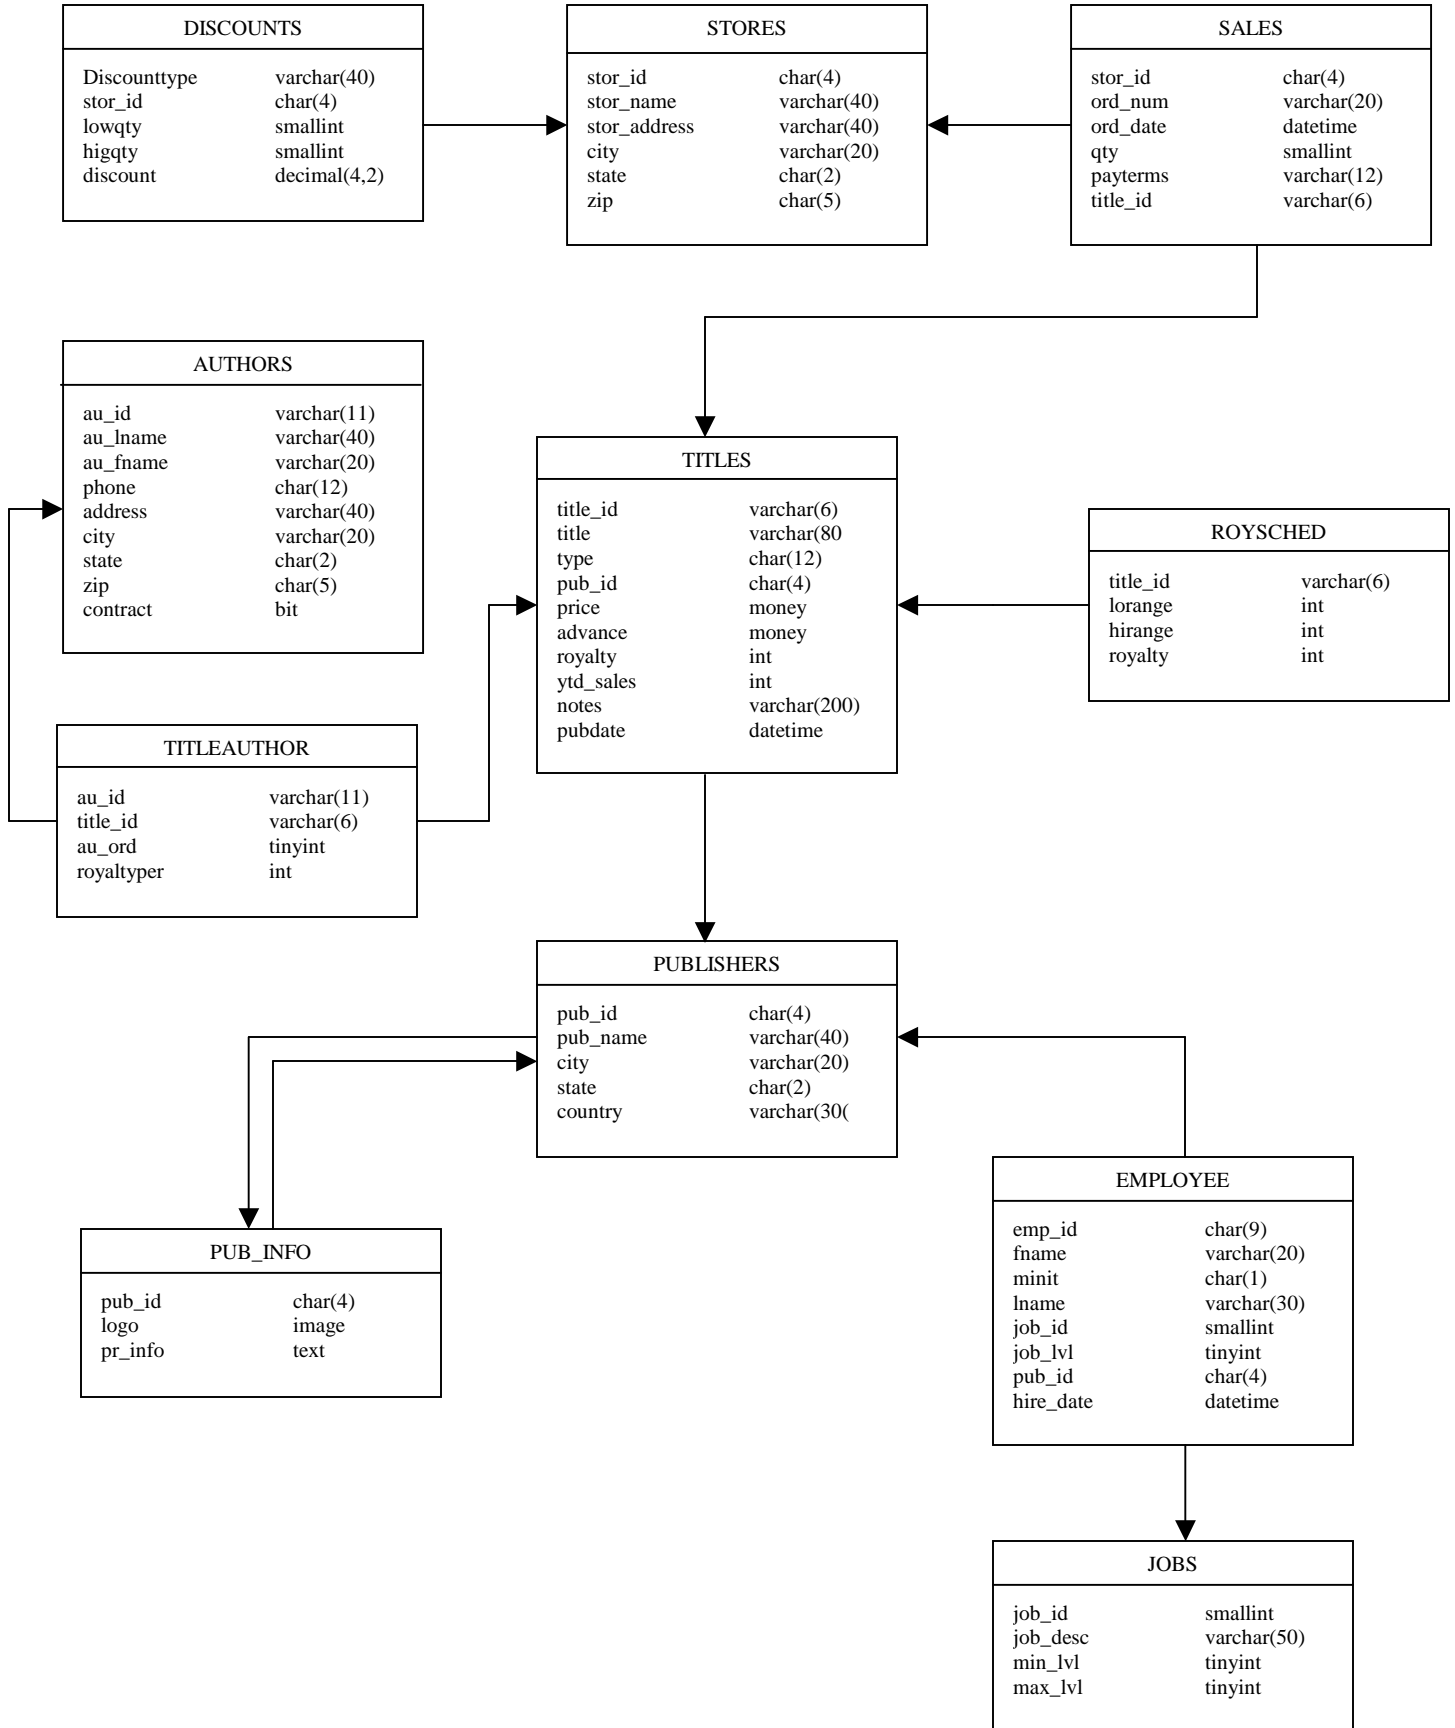 DISCOUNTS
Discounttype varchar(40)
stor_id char(4)
lowqty smallint
higqty smallint
discount decimal(4,2)
STORES
stor_id char(4)
stor_name varchar(40)
stor_address varchar(40)
city varchar(20)
state char(2)
zip char(5)
SALES
stor_id char(4)
ord_num varchar(20)
ord_date datetime
qty smallint
payterms varchar(12)
title_id varchar(6)
AUTHORS
au_id varchar(11)
au_lname varchar(40)
au_fname varchar(20)
phone char(12)
address varchar(40)
city varchar(20)
state char(2)
zip char(5)
contract bit
TITLES
title_id varchar(6)
title varchar(80
type char(12)
pub_id char(4)
price money
advance money
royalty int
ytd_sales int
notes varchar(200)
pubdate datetime
ROYSCHED
title_id varchar(6)
lorange int
hirange int
royalty int
TITLEAUTHOR
au_id varchar(11)
title_id varchar(6)
au_ord tinyint
royaltyper int
PUBLISHERS
pub_id char(4)
pub_name varchar(40)
city varchar(20)
state char(2)
country varchar(30(
PUB_INFO
pub_id char(4)
logo image
pr_info text
EMPLOYEE
emp_id char(9)
fname varchar(20)
minit char(1)
lname varchar(30)
job_id smallint
job_lvl tinyint
pub_id char(4)
hire_date datetime
JOBS
job_id smallint
job_desc varchar(50)
min_lvl tinyint
max_lvl tinyint